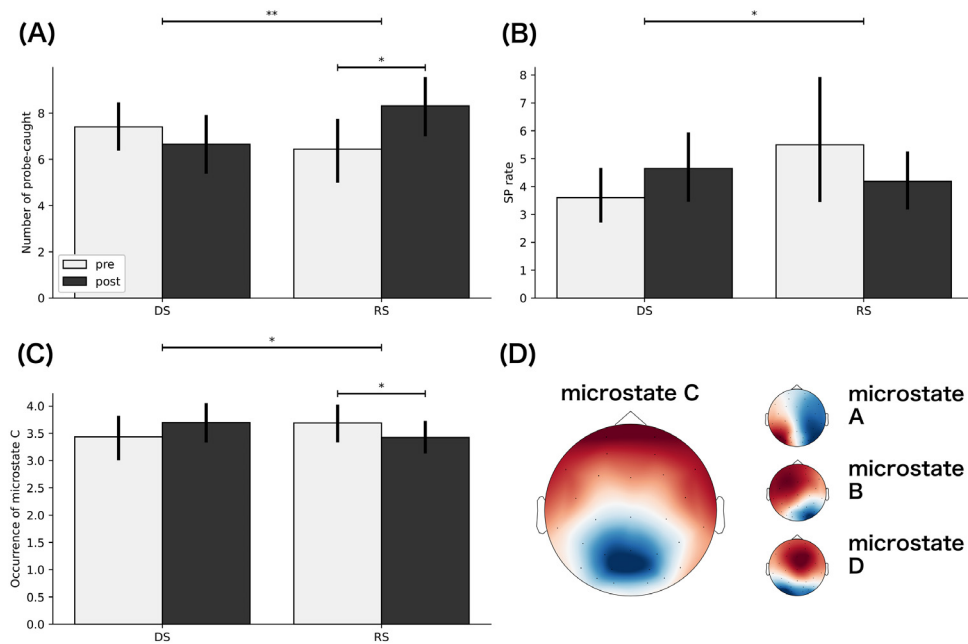 (A)
**
*
Number of probe-caught
8
6
4
2
0
pre
post
DS
RS
(B)
*
SP rate
8
7
6
5
4
3
2
1
0
DS
RS
(C)
*
*
Occurrence of microstate C
4.0
3.5
3.0
2.5
2.0
1.5
1.0
0.5
0.0
DS
RS
(D)
microstate C
microstate
A
microstate
B
microstate
D